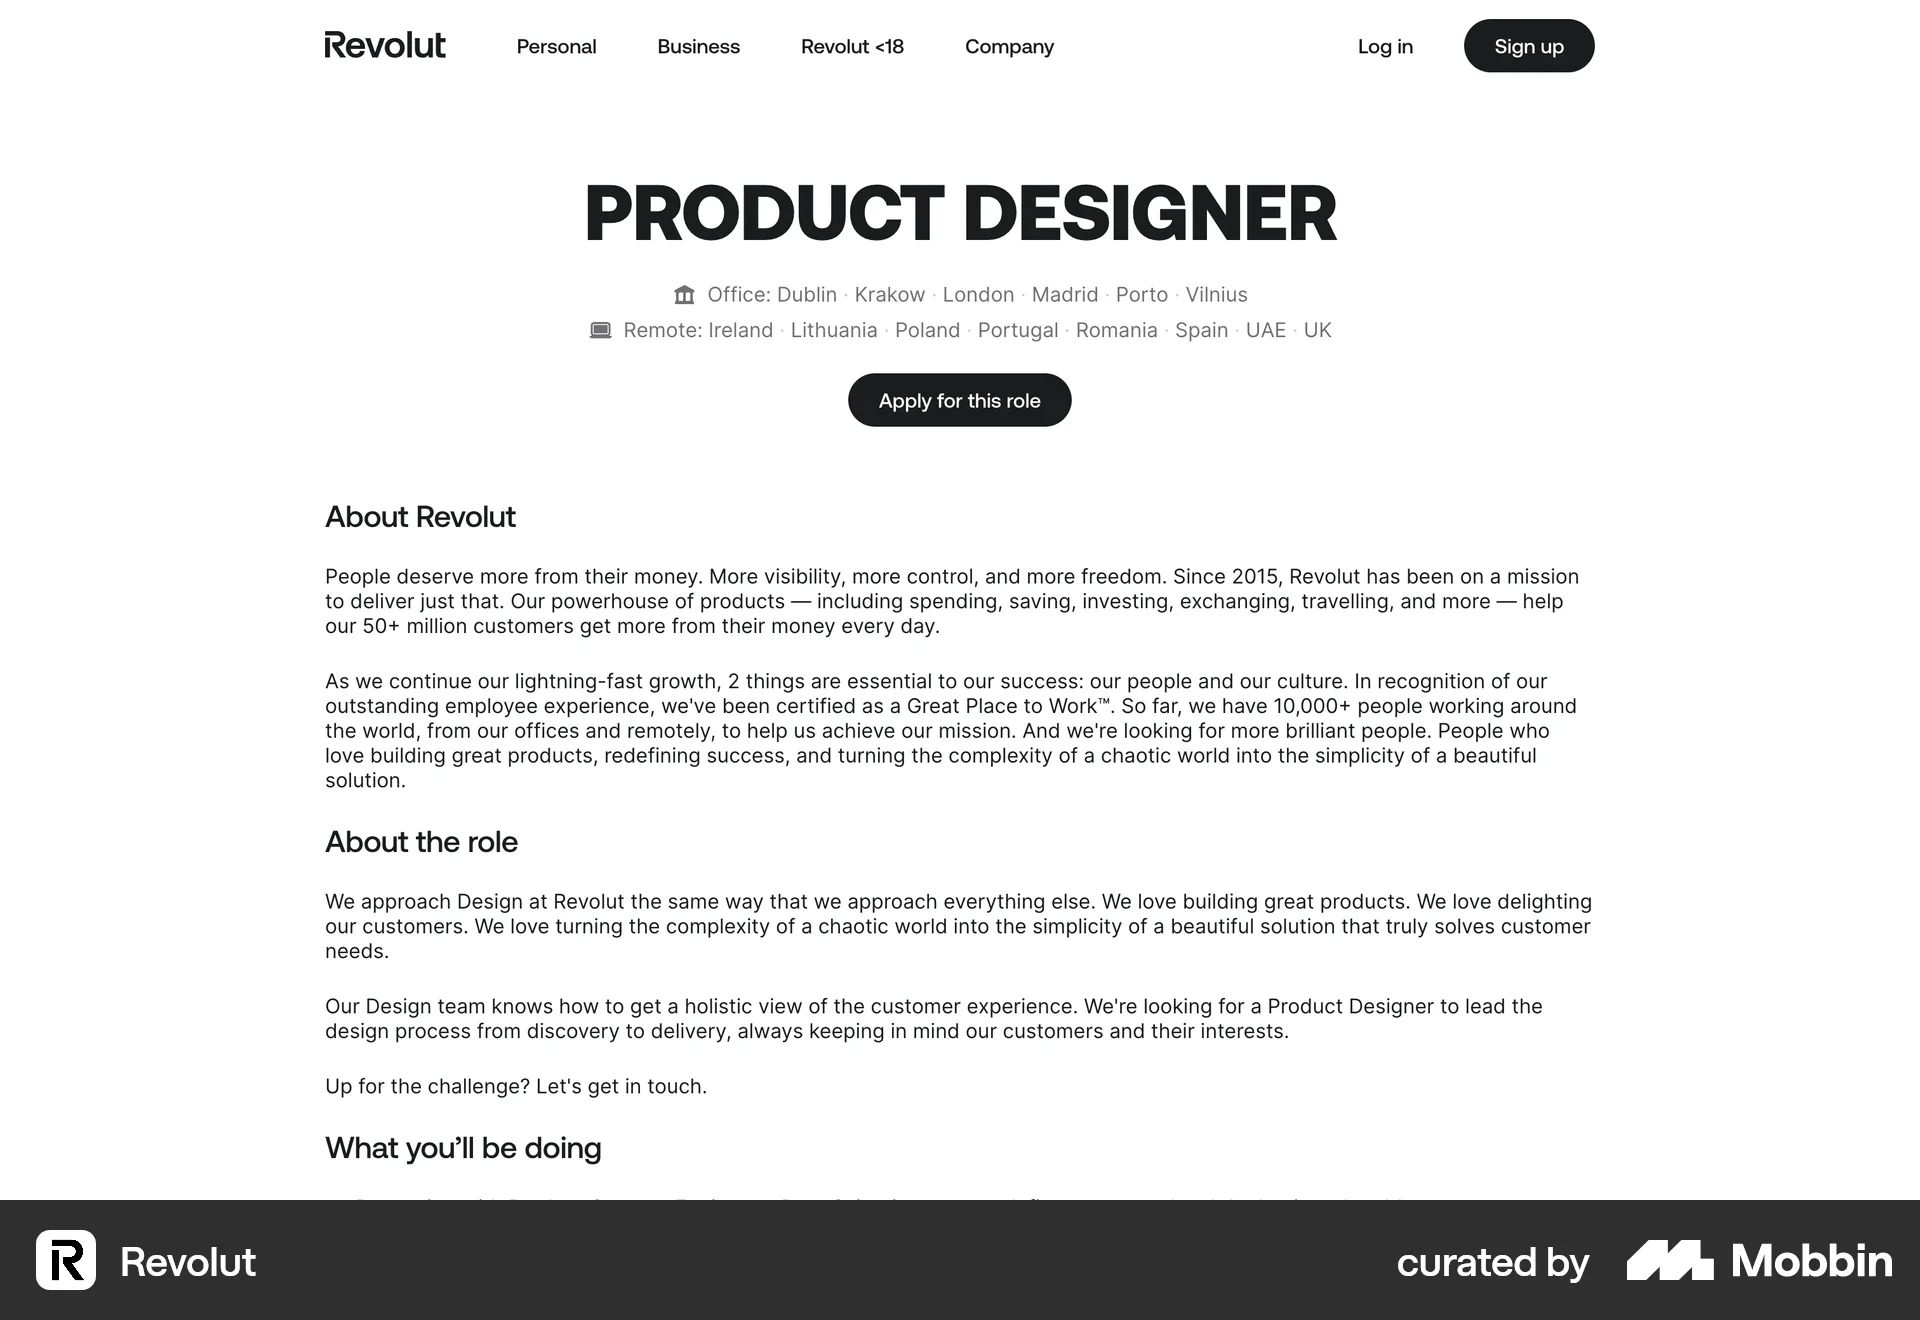 Revolut Personal Business Revolut <18 Company Log in Sign up
PRODUCT DESIGNER
Office: Dublin · Krakow · London · Madrid · Porto · Vilnius
Remote: Ireland · Lithuania · Poland · Portugal · Romania · Spain · UAE · UK
Apply for this role
About Revolut
People deserve more from their money. More visibility, more control, and more freedom. Since 2015, Revolut has been on a mission
to deliver just that. Our powerhouse of products — including spending, saving, investing, exchanging, travelling, and more — help
our 50+ million customers get more from their money every day.
As we continue our lightning-fast growth, 2 things are essential to our success: our people and our culture. In recognition of our
outstanding employee experience, we've been certified as a Great Place to Work™. So far, we have 10,000+ people working around
the world, from our offices and remotely, to help us achieve our mission. And we're looking for more brilliant people. People who
love building great products, redefining success, and turning the complexity of a chaotic world into the simplicity of a beautiful
solution.
About the role
We approach Design at Revolut the same way that we approach everything else. We love building great products. We love delighting
our customers. We love turning the complexity of a chaotic world into the simplicity of a beautiful solution that truly solves customer
needs.
Our Design team knows how to get a holistic view of the customer experience. We're looking for a Product Designer to lead the
design process from discovery to delivery, always keeping in mind our customers and their interests.
Up for the challenge? Let's get in touch.
What you’ll be doing
R Revolut
curated by Mobbin